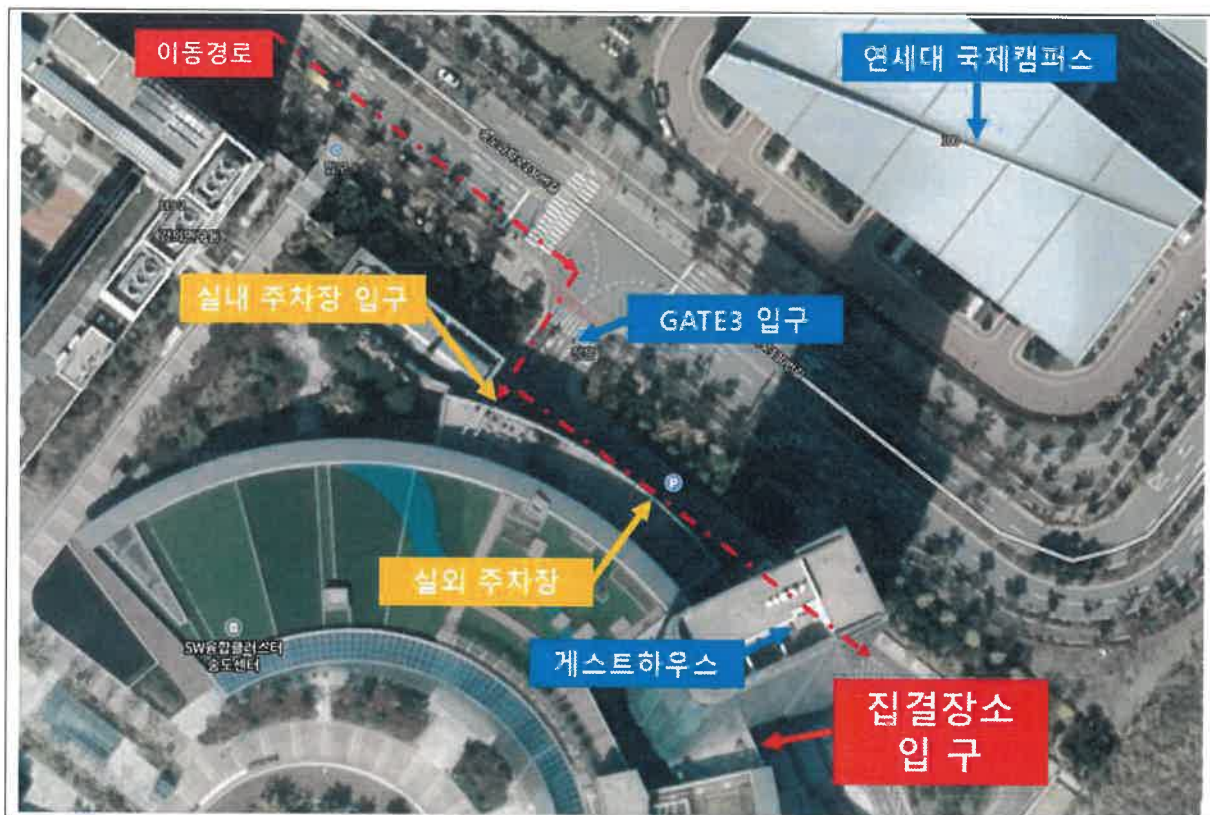 이동경로
연세대 국제캠퍼스
100
실내 주차장 입구
GATE3 입구
P
실외 주차장
SW융합클러스터
송도센터
게스트하우스
집결장소
입 구